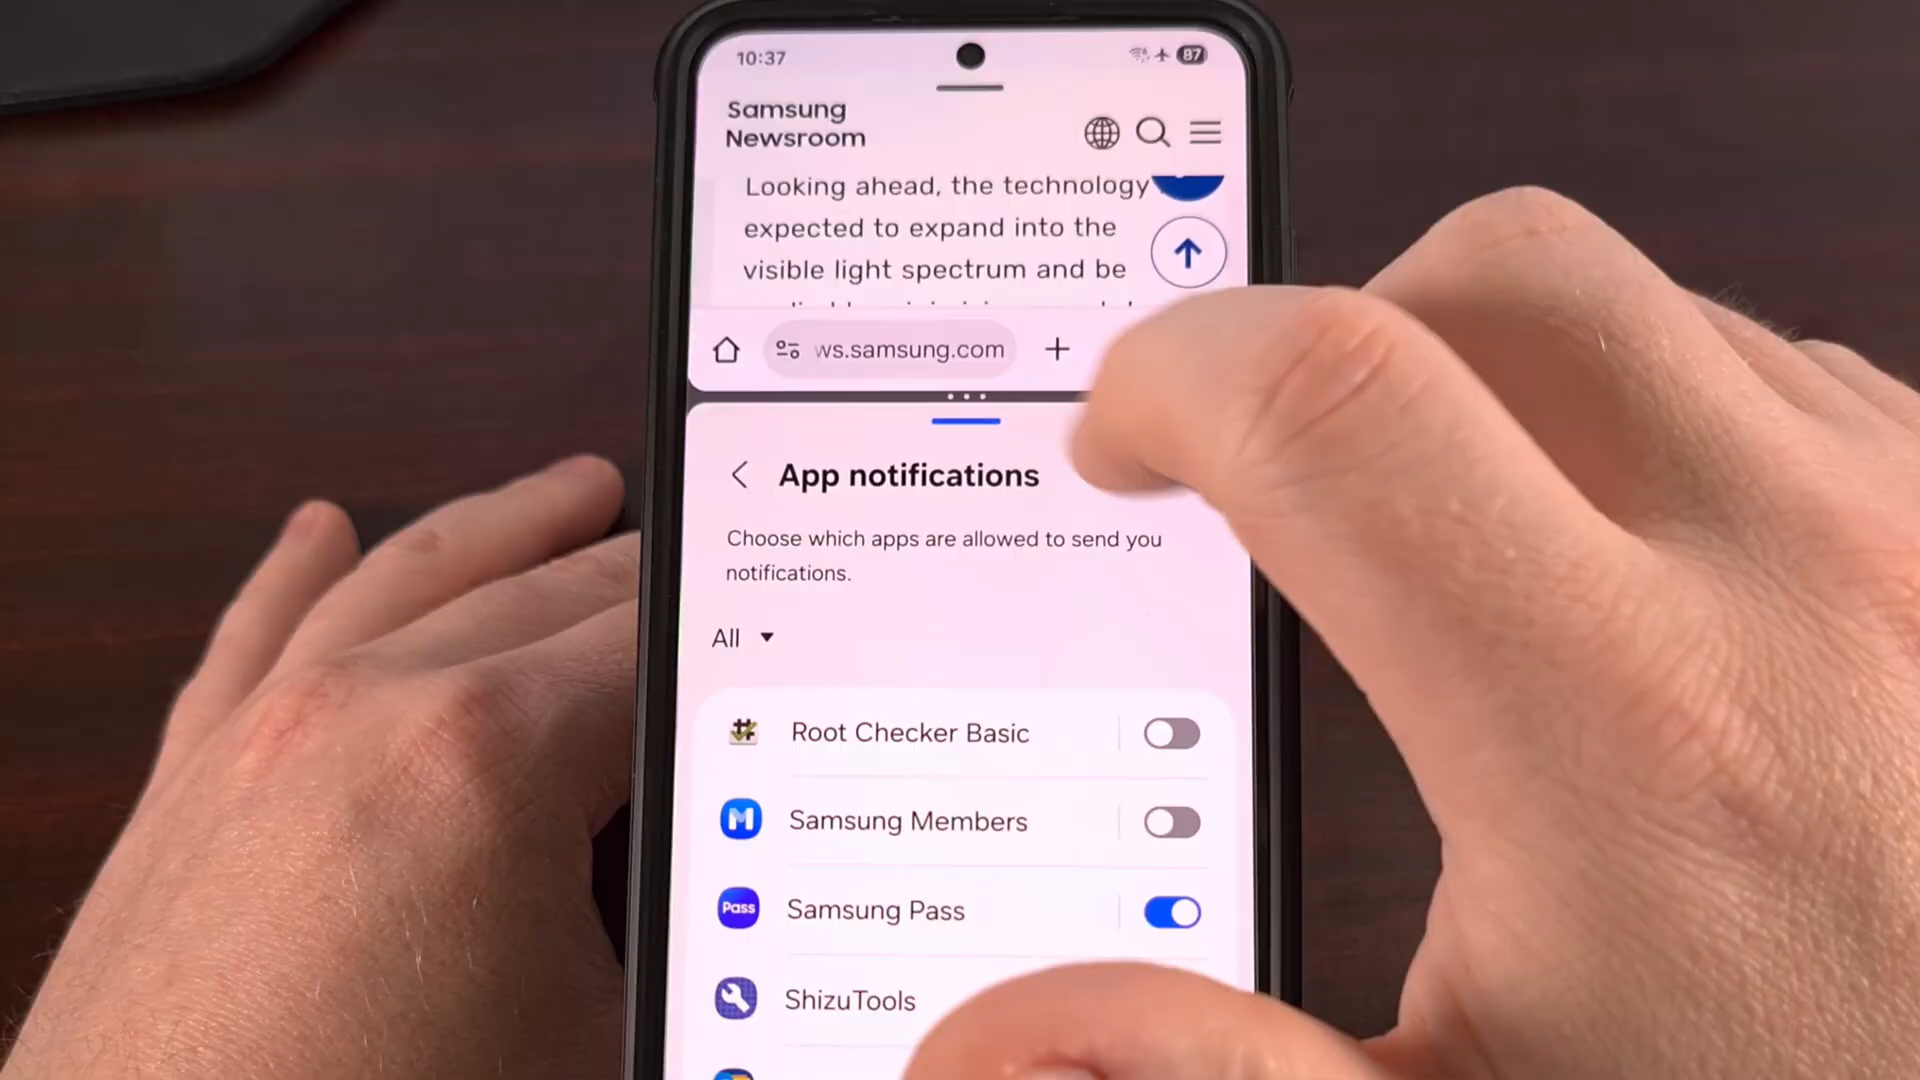 10:37
87
Samsung
Newsroom
Looking ahead, the technology
expected to expand into the
visible light spectrum and be
ws.samsung.com
App notifications
Choose which apps are allowed to send you
notifications.
All
Root Checker Basic
M
Samsung Members
Pass
Samsung Pass
ShizuTools